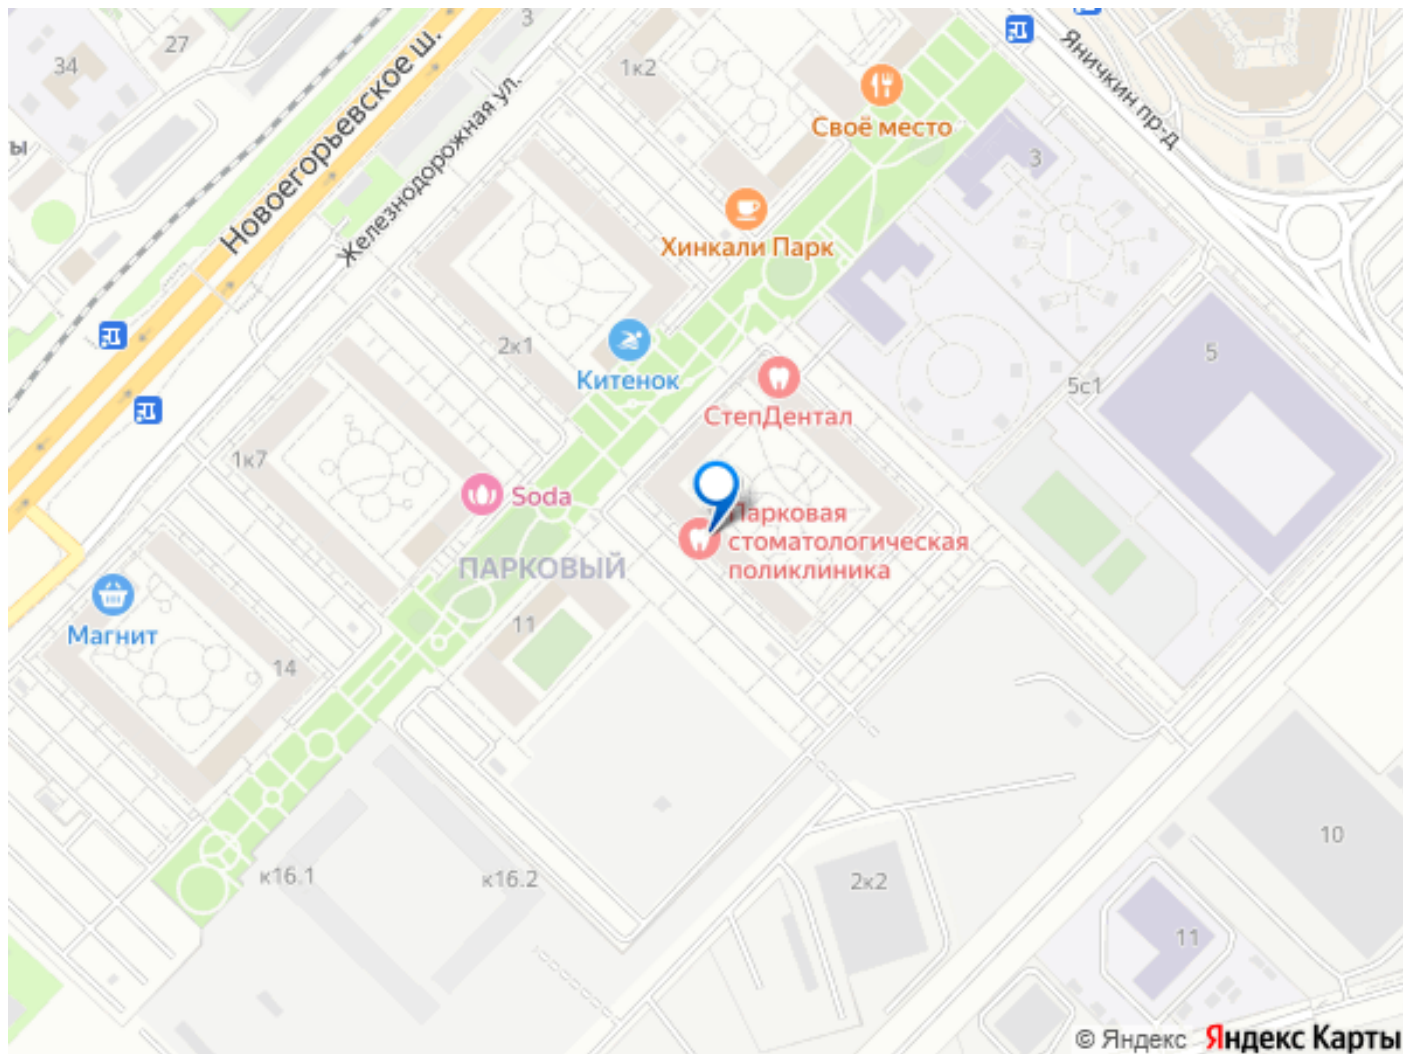 3
27
34
Новоегорьевское ш.
Железнодорожная ул.
1к2
Яничкин пр-д
Своё место
ы
3
Хинкали Парк
2к1
5
Китенок
5с1
СтепДентал
1к7
Soda
Парковая
стоматологическая
поликлиника
ПАРКОВЫЙ
Магнит
11
14
10
к16.1
к16.2
2к2
11
© Яндекс Яндекс Карты